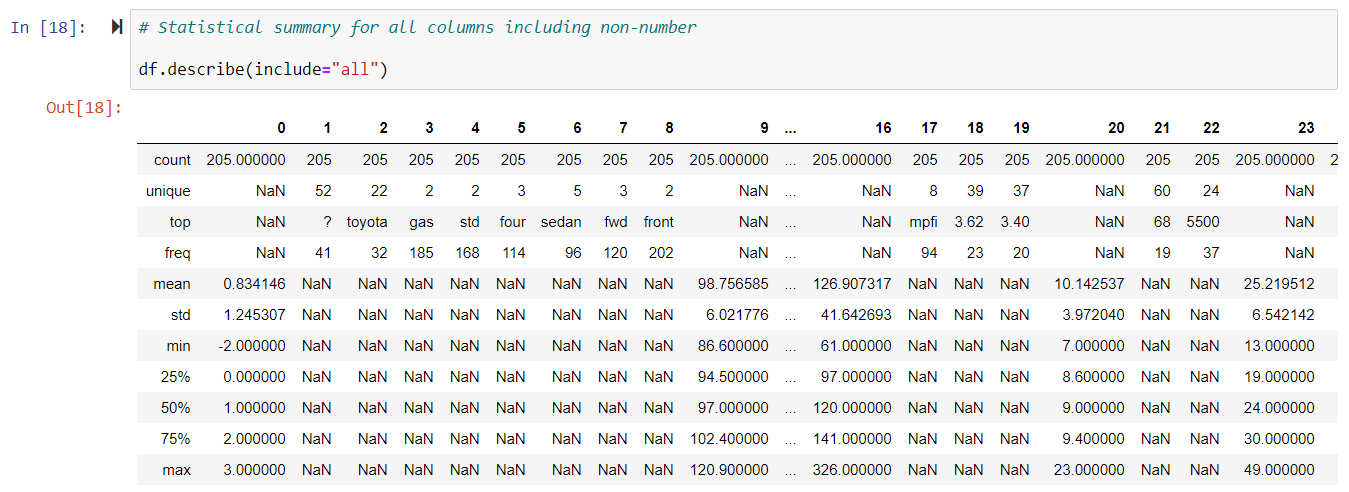 In [18]: # Statistical summary for all columns including non-number
df.describe(include="all")
Out[18]:
0 1 2 3 4 5 6 7 8 9 ... 16 17 18 19 20 21 22 23
count 205.000000 205 205 205 205 205 205 205 205 205.000000 ... 205.000000 205 205 205 205.000000 205 205 205.000000 2
unique NaN 52 22 2 2 3 5 3 2 NaN ... NaN 8 39 37 NaN 60 24 NaN
top NaN ? toyota gas std four sedan fwd front NaN ... NaN mpfi 3.62 3.40 NaN 68 5500 NaN
freq NaN 41 32 185 168 114 96 120 202 NaN ... NaN 94 23 20 NaN 19 37 NaN
mean 0.834146 NaN NaN NaN NaN NaN NaN NaN NaN 98.756585 ... 126.907317 NaN NaN NaN 10.142537 NaN NaN 25.219512
std 1.245307 NaN NaN NaN NaN NaN NaN NaN NaN 6.021776 ... 41.642693 NaN NaN NaN 3.972040 NaN NaN 6.542142
min -2.000000 NaN NaN NaN NaN NaN NaN NaN NaN 86.600000 ... 61.000000 NaN NaN NaN 7.000000 NaN NaN 13.000000
25% 0.000000 NaN NaN NaN NaN NaN NaN NaN NaN 94.500000 ... 97.000000 NaN NaN NaN 8.600000 NaN NaN 19.000000
50% 1.000000 NaN NaN NaN NaN NaN NaN NaN NaN 97.000000 ... 120.000000 NaN NaN NaN 9.000000 NaN NaN 24.000000
75% 2.000000 NaN NaN NaN NaN NaN NaN NaN NaN 102.400000 ... 141.000000 NaN NaN NaN 9.400000 NaN NaN 30.000000
max 3.000000 NaN NaN NaN NaN NaN NaN NaN NaN 120.900000 ... 326.000000 NaN NaN NaN 23.000000 NaN NaN 49.000000